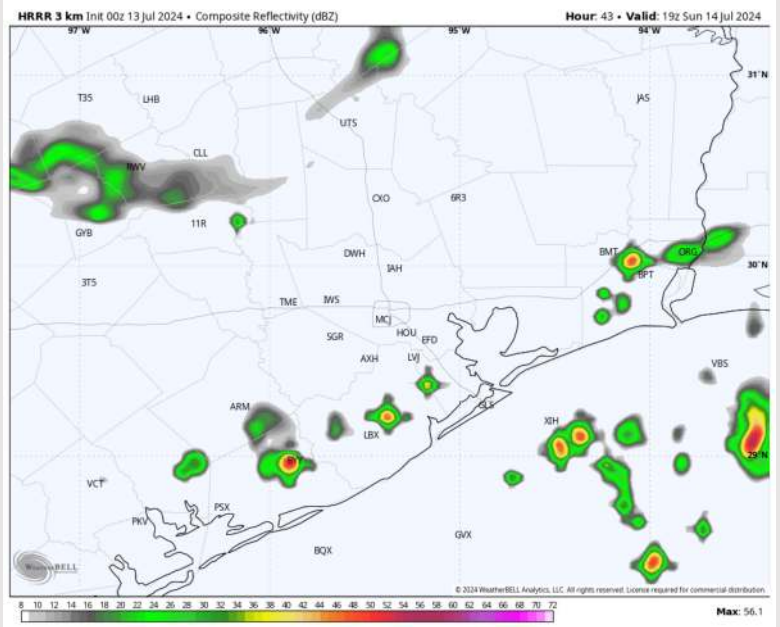 HRRR 3 km Init 00z 13 Jul 2024 • Composite Reflectivity (dBZ) Hour: 43 • Valid: 19z Sun 14 Jul 2024
97°W 96°W 95°W 94°W
31°N
T35 LHB JAS
UTS
CLL
RWV
CXO 6R3
11R
GYB
BMT ORG
DWH
IAH BPT 30°N
3T5
TME IWS
MCJ
HOU
SGR EFD
AXH LVJ
VBS
ARM GLS
XIH
LBX
BYY 29°N
VCT
PSX
PKV
GVX
BQX
WeatherBELL
© 2024 WeatherBELL Analytics, LLC. All rights reserved. License required for commercial distribution.
8 10 12 14 16 18 20 22 24 26 28 30 32 34 36 38 40 42 44 46 48 50 52 54 56 58 60 62 64 66 68 70 72 Max: 56.1